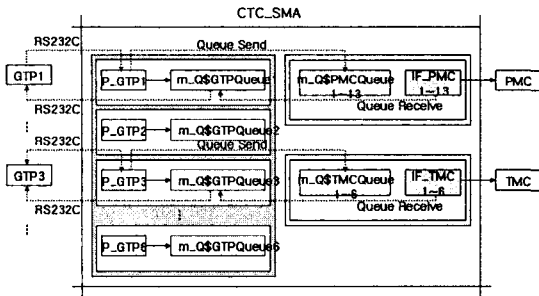 CTC_SMA
RS232C
Queue Send
GTP1
P_GTP1
m_Q$GTPQueue1
m_Q$PMCQueue
1~13
IF_PMC
1~13
PMC
RS232C
Queue Receive
RS232C
P_GTP2
m_Q$GTPQueue2
Queue Send
GTP3
P_GTP3
m_Q$GTPQueue3
m_Q$TMCQueue
1~6
IF_TMC
1~6
TMC
RS232C
Queue Receive
P_GTP6
m_Q$GTPQueue6